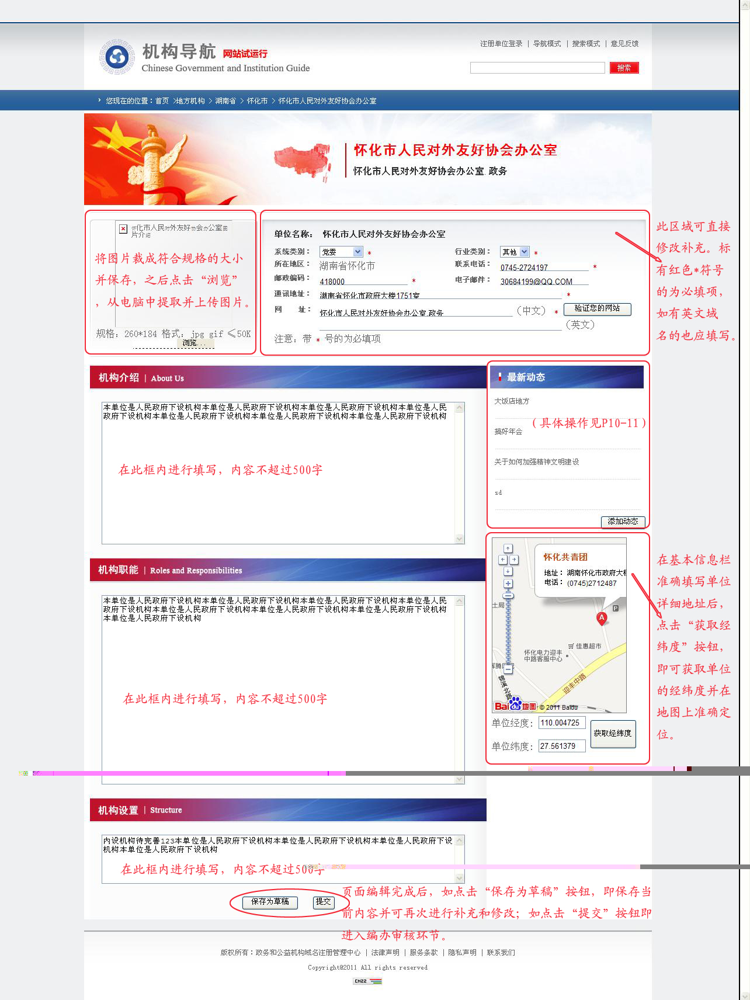 机构导航 网站试运行
Chinese Government and Institution Guide
注册单位登录 | 导航模式 | 搜索模式 | 意见反馈
搜索
您现在的位置：首页 >地方机构 > 湖南省 > 怀化市 > 怀化市人民对外友好协会办公室
怀化市人民对外友好协会办公室
怀化市人民对外友好协会办公室.政务
怀化市人民对外友好协会办公室图
片介绍
将图片裁成符合规格的大小
并保存，之后点击“浏览”
，从电脑中提取并上传图片。
规格：260*184 格式：jpg gif ≤50K
浏览...
单位名称： 怀化市人民对外友好协会办公室
系统类别： 党委 * 行业类别： 其他 *
所在地区： 湖南省怀化市 联系电话： 0745-2724197 *
邮政编码： 418000 * 电子邮件： 30684199@QQ.COM
通讯地址： 湖南省怀化市政府大楼1751室 *
网 址： 怀化市人民对外友好协会办公室.政务 （中文） * 验证您的网站
（英文）
注意：带 * 号的为必填项
此区域可直接
修改补充。标
有红色*符号
的为必填项，
如有英文域
名的也应填写。
机构介绍 | About Us
本单位是人民政府下设机构本单位是人民政府下设机构本单位是人民政府下设机构本单位是人民
政府下设机构本单位是人民政府下设机构本单位是人民政府下设机构本单位是人民政府下设机构
在此框内进行填写，内容不超过500字
最新动态
大饭店地方
（具体操作见P10-11）
搞好年会
关于如何加强精神文明建设
sd
添加动态
机构职能 | Roles and Responsibilities
本单位是人民政府下设机构本单位是人民政府下设机构本单位是人民政府下设机构本单位是人民
政府下设机构本单位是人民政府下设机构本单位是人民政府下设机构本单位是人民政府下设机构
本单位是人民政府下设机构
在此框内进行填写，内容不超过500字
怀化共青团
地址： 湖南怀化市政府大楼
电话： (0745)2712487
土局
P
A
佳惠超市
怀化电力迎丰
中路客服中心
迎丰中路
锦溪北路
Bai du 地图 © 2011 Baidu
单位经度： 110.004725
获取经纬度
单位纬度： 27.561379
在基本信息栏
准确填写单位
详细地址后，
点击“获取经
纬度”按钮，
即可获取单位
的经纬度并在
地图上准确定
位。
机构设置 | Structure
内设机构待完善123本单位是人民政府下设机构本单位是人民政府下设机构本单位是人民政府下设
机构本单位是人民政府下设机构
在此框内进行填写，内容不超过500字
保存为草稿 提交
页面编辑完成后，如点击“保存为草稿”按钮，即保存当
前内容并可再次进行补充和修改；如点击“提交”按钮即
进入编办审核环节。
版权所有：政务和公益机构域名注册管理中心 | 法律声明 | 服务条款 | 隐私声明 | 联系我们
Copyright@2011 All rights reserved
CNZZ